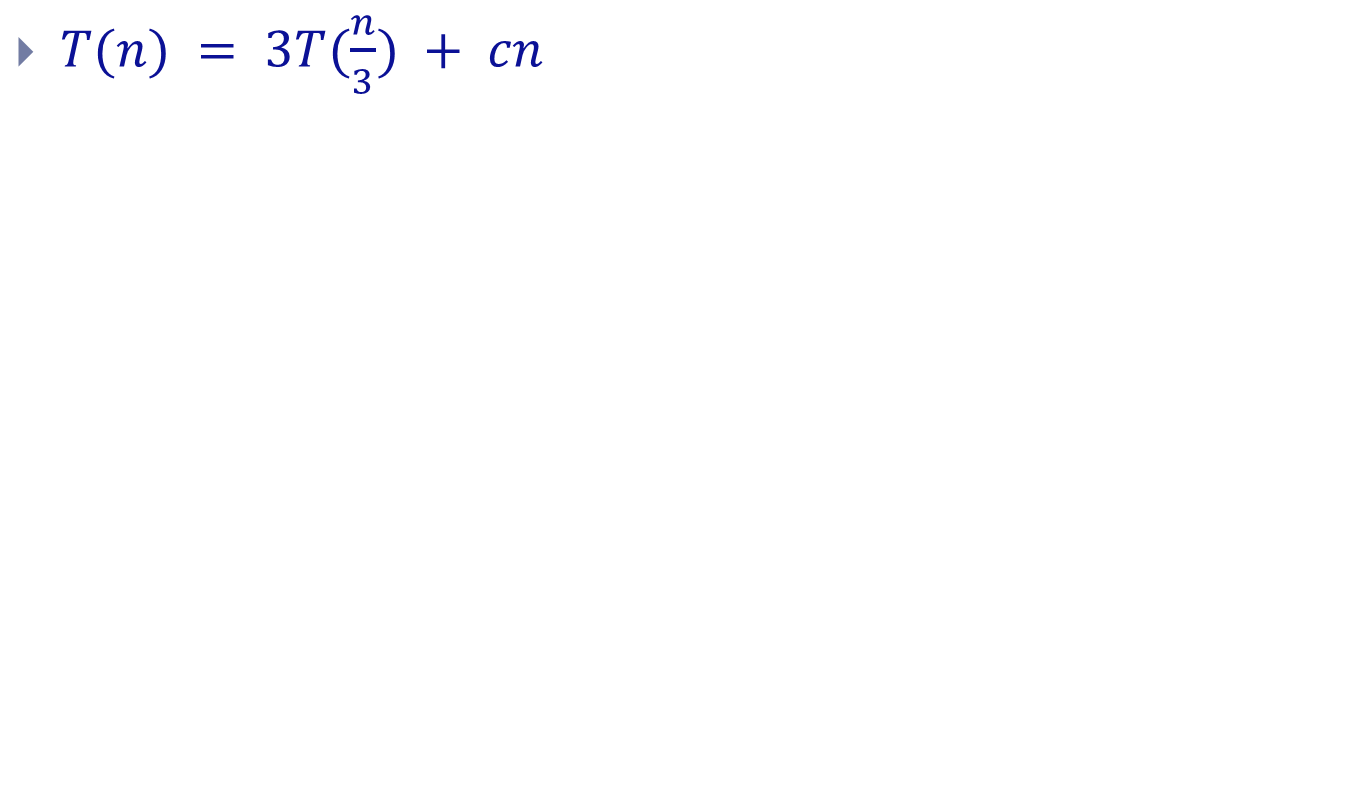 T(n) = 3T(n/3) + cn